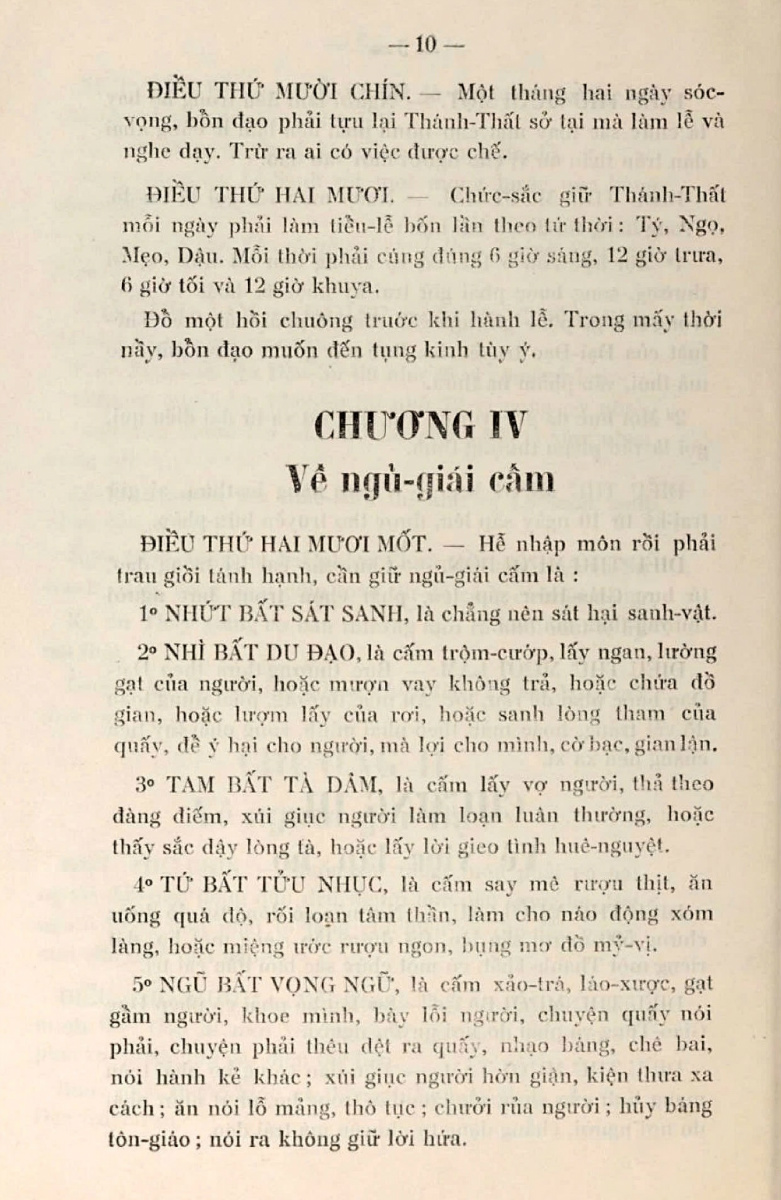 — 10 —
ĐIỀU THỨ MƯỜI CHÍN. — Một tháng hai ngày sóc-
vọng, bồn đạo phải tựu lại Thánh-Thất sở tại mà làm lễ và
nghe dạy. Trừ ra ai có việc được chế.
ĐIỀU THỨ HAI MƯƠI. — Chức-sắc giữ Thánh-Thất
mỗi ngày phải làm tiều-lễ bốn lần theo tứ thời : Tý, Ngọ,
Mẹo, Dậu. Mỗi thời phải cúng đúng 6 giờ sáng, 12 giờ trưa,
6 giờ tối và 12 giờ khuya.
Đồ một hồi chuông trước khi hành lễ. Trong mấy thời
nầy, bồn đạo muốn đến tụng kinh tùy ý.
CHƯƠNG IV
Về ngủ-giái cấm
ĐIỀU THỨ HAI MƯƠI MỐT. — Hễ nhập môn rồi phải
trau giồi tánh hạnh, cần giữ ngủ-giái cấm là :
1º NHỨT BẤT SÁT SANH, là chẳng nên sát hại sanh-vật.
2º NHÌ BẤT DU ĐẠO, là cấm trộm-cướp, lấy ngan, lường
gạt của người, hoặc mượn vay không trả, hoặc chứa đồ
gian, hoặc lượm lấy của rơi, hoặc sanh lòng tham của
quấy, đề ý hại cho người, mà lợi cho mình, cờ bạc, gian lận.
3º TAM BẤT TÀ DÂM, là cấm lấy vợ người, thả theo
đàng điếm, xúi giục người làm loạn luân thường, hoặc
thấy sắc dậy lòng tà, hoặc lấy lời gieo tình huê-nguyệt.
4º TỨ BẤT TỬU NHỤC, là cấm say mê rượu thịt, ăn
uống quá độ, rối loạn tâm thần, làm cho náo động xóm
làng, hoặc miệng ước rượu ngon, bụng mơ đồ mỷ-vị.
5º NGŨ BẤT VỌNG NGỮ, là cấm xảo-trá, láo-xược, gạt
gẫm người, khoe mình, bày lỗi người, chuyện quấy nói
phải, chuyện phải thêu dệt ra quấy, nhạo báng, chê bai,
nói hành kẻ khác ; xúi giục người hờn giận, kiện thưa xa
cách ; ăn nói lỗ mảng, thô tục ; chưởi rủa người ; hủy báng
tôn-giáo ; nói ra không giữ lời hứa.